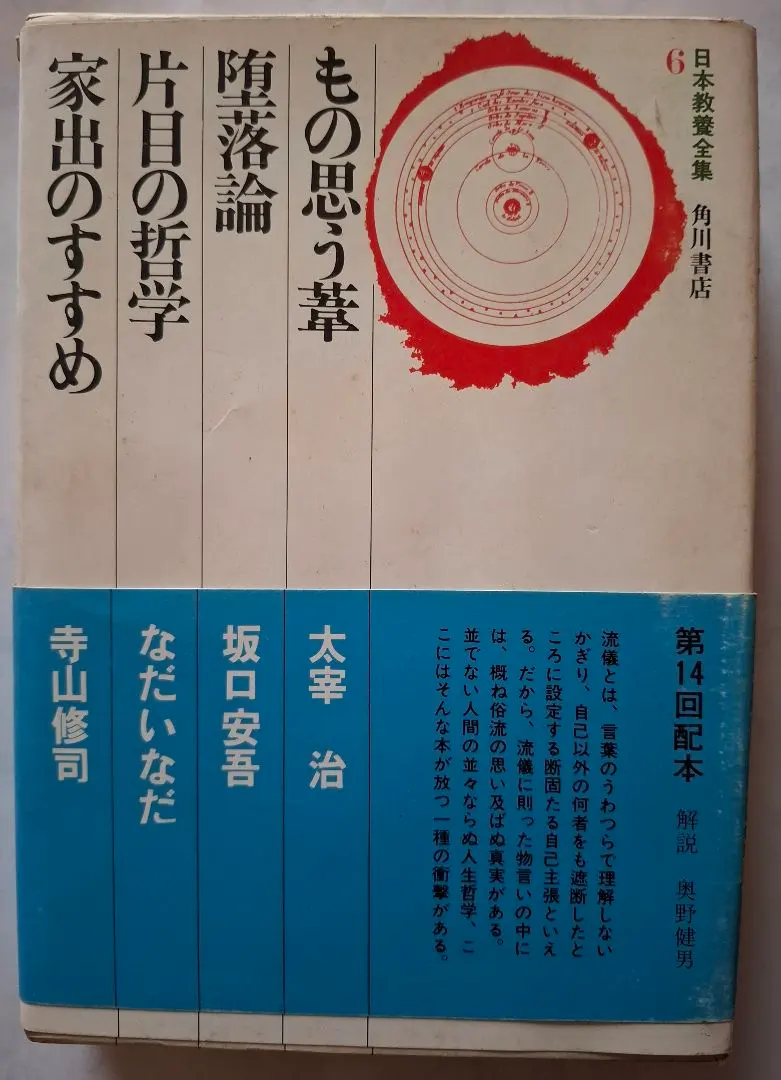 日本教養全集
6
角川書店
もの思う葦
堕落論
片目の哲学
家出のすすめ
第14回配本
解説 奥野健男
流儀とは、言葉のうわつらで理解しない
かぎり、自己以外の何者をも遮断したと
ころに設定する断固たる自己主張といえ
る。だから、流儀に則った物言いの中に
は、概ね俗流の思い及ばぬ真実がある。
並でない人間の並々ならぬ人生哲学、こ
こにはそんな本が放つ一種の衝撃がある。
太宰 治
坂口安吾
なだいなだ
寺山修司